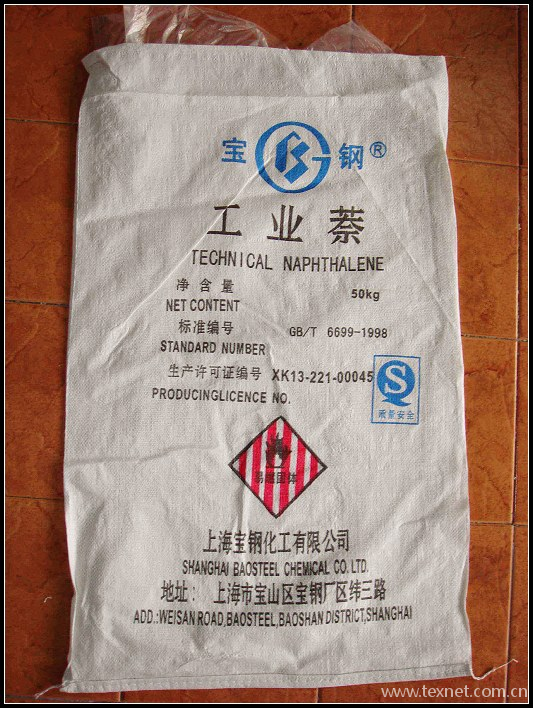 宝 钢®
工业萘
TECHNICAL NAPHTHALENE
净含量 50kg
NET CONTENT
标准编号 GB/T 6699-1998
STANDARD NUMBER
生产许可证编号 XK13-221-00045
PRODUCINGLICENCE NO.
质量安全
易燃固体
上海宝钢化工有限公司
SHANGHAI BAOSTEEL CHEMICAL CO.LTD.
地址: 上海市宝山区宝钢厂区纬三路
ADD.:WEISAN ROAD,BAOSTEEL,BAOSHAN DISTRICT,SHANGHAI
www.texnet.com.cn